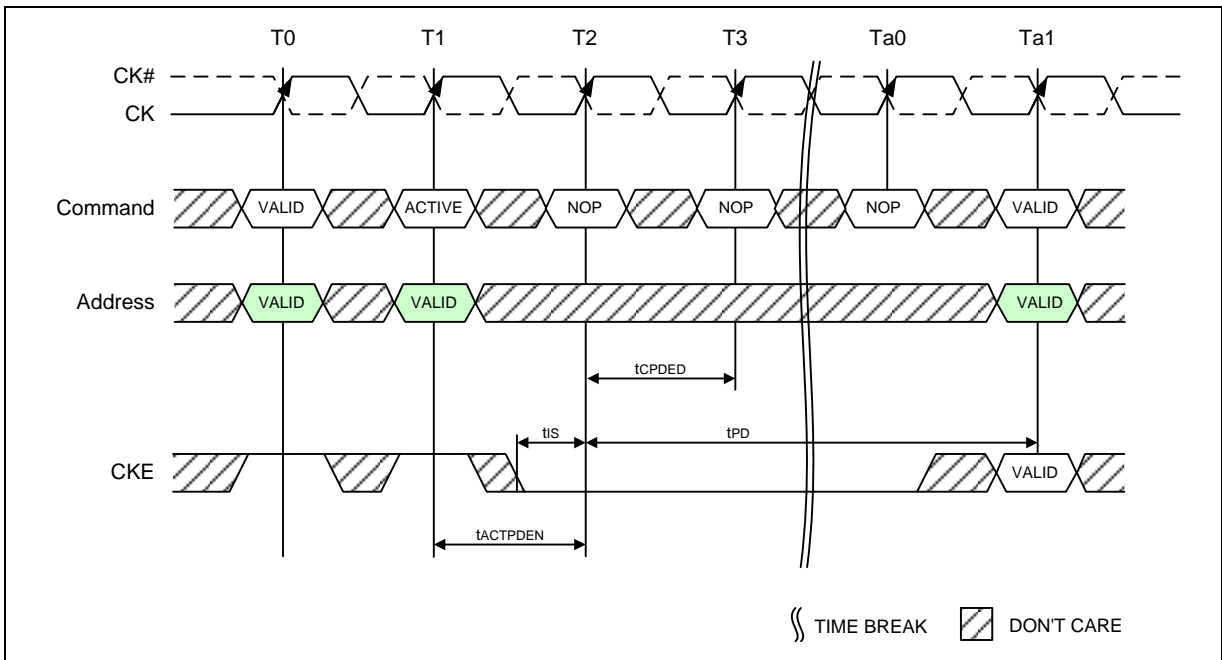 T0 T1 T2 T3 Ta0 Ta1
CK#
CK
Command VALID ACTIVE NOP NOP NOP VALID
Address VALID VALID VALID
tCPDED
tIS tPD
CKE VALID
tACTPDEN
TIME BREAK DON'T CARE